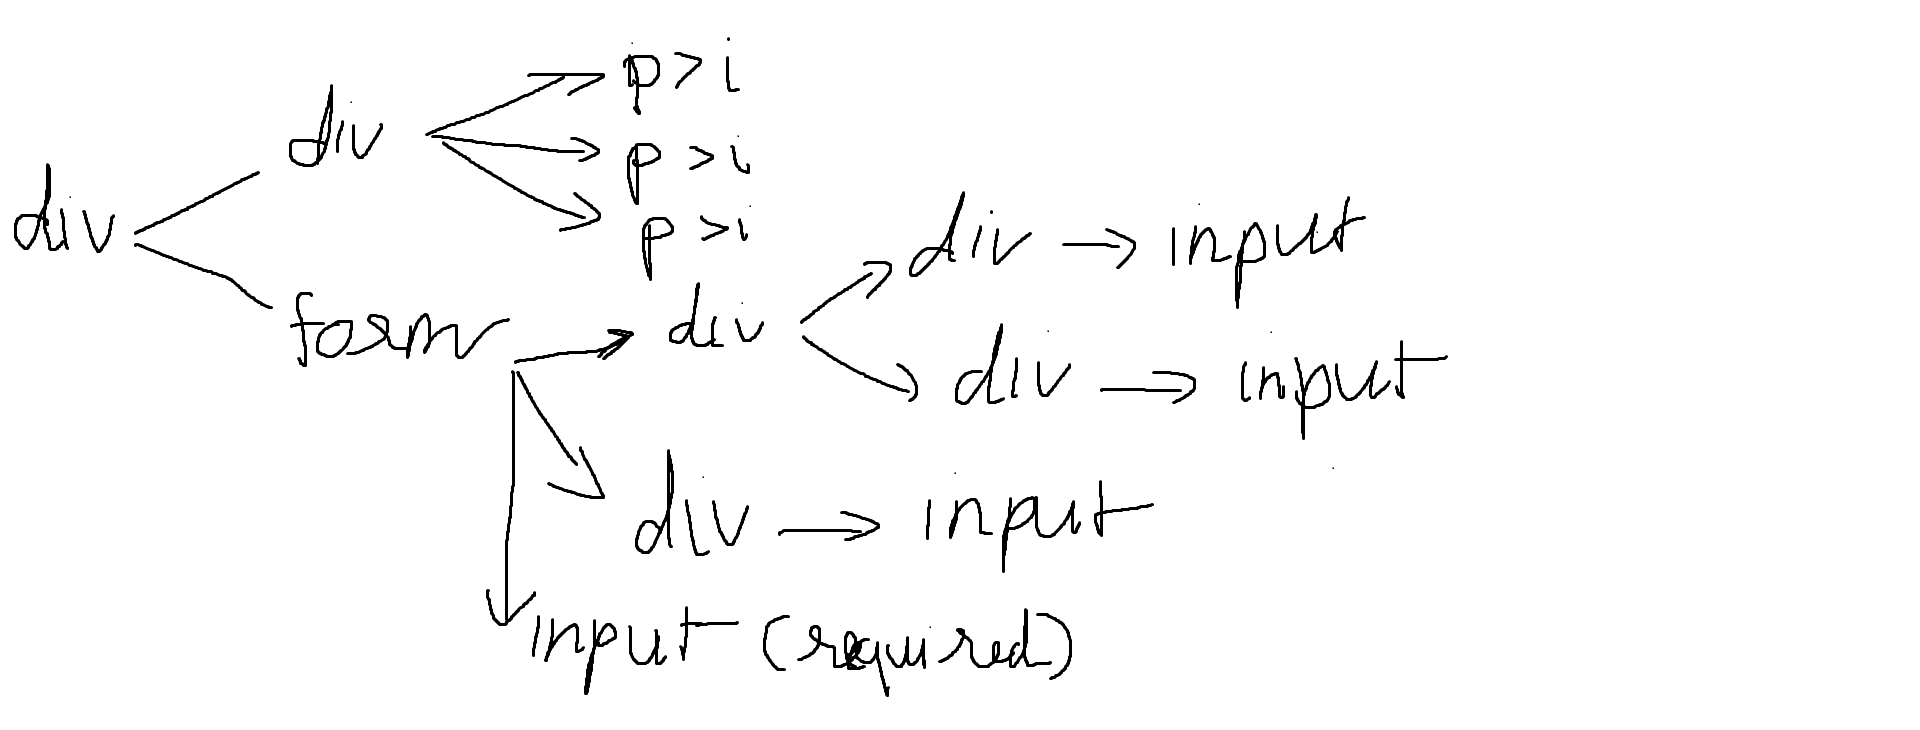 p > i
div
p > i
div
p > i
div → input
form
div
div → input
div → input
input (required)